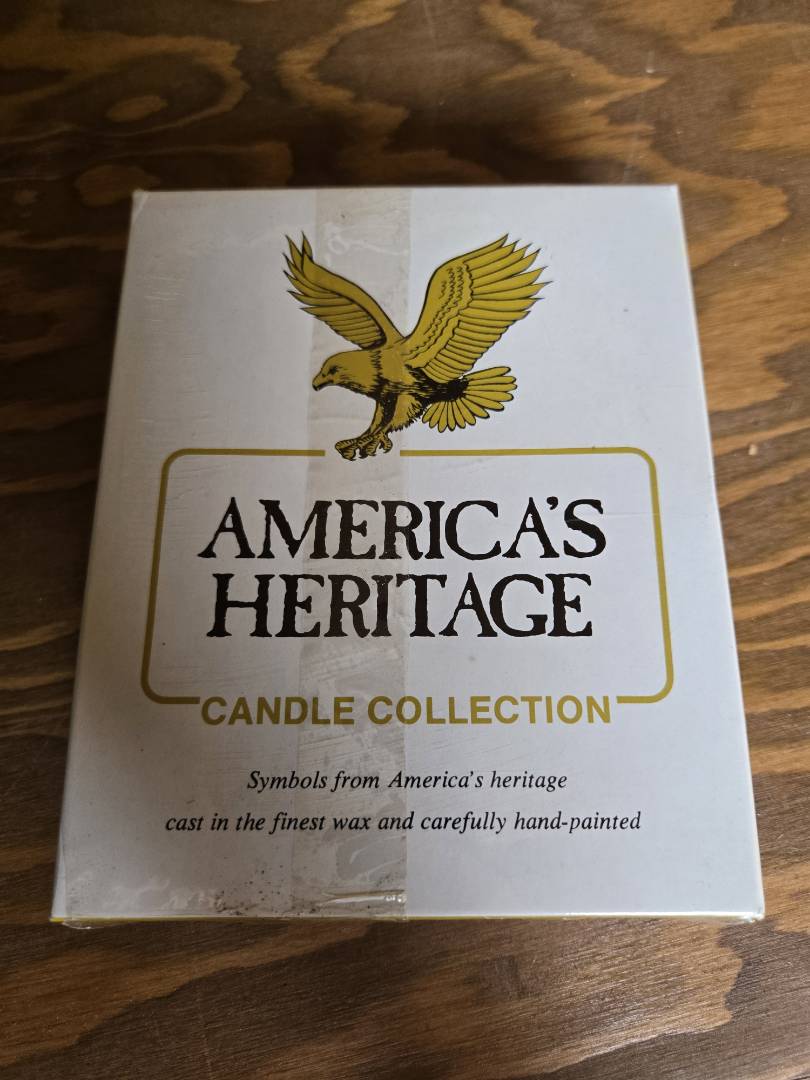 AMERICA'S
HERITAGE
CANDLE COLLECTION
Symbols from America's heritage
cast in the finest wax and carefully hand-painted